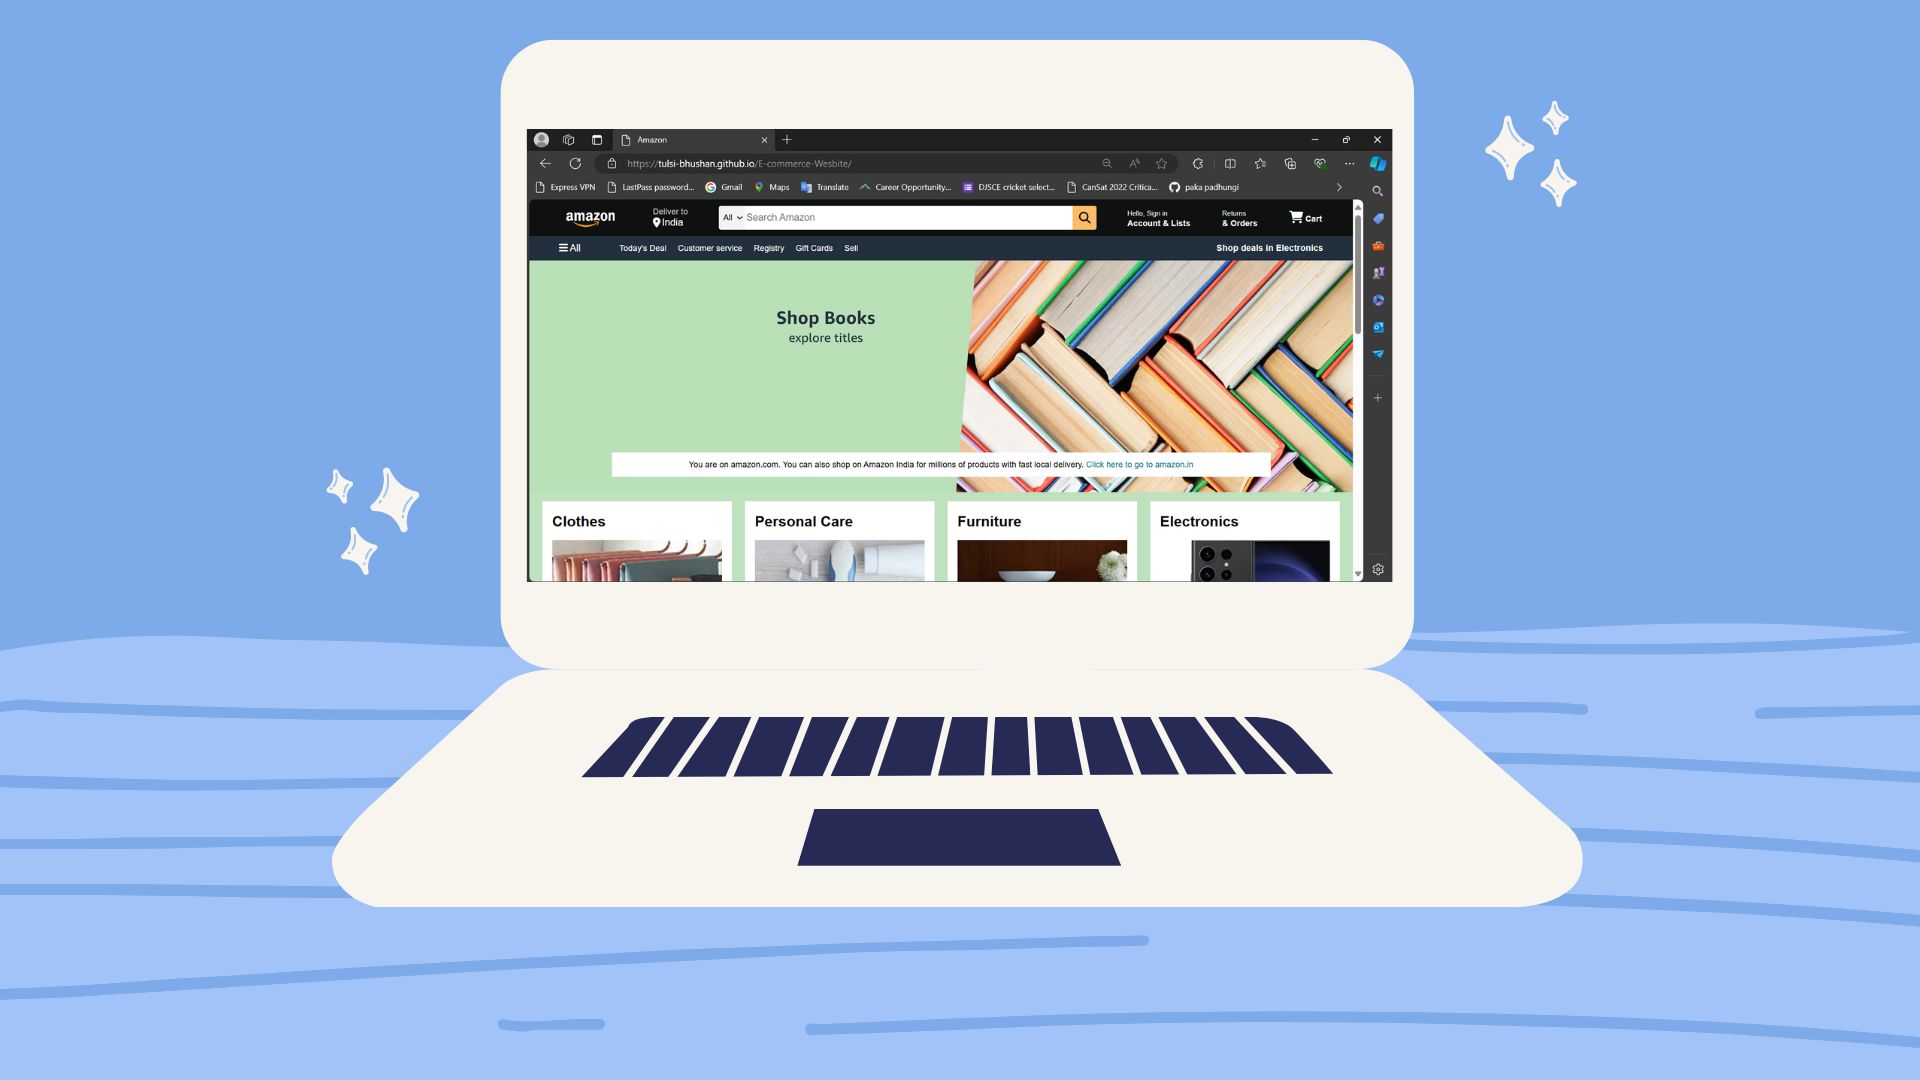 Amazon
https://tulsi-bhushan.github.io/E-commerce-Wesbite/
Express VPN LastPass password... Gmail Maps Translate Career Opportunity... DJSCE cricket select... CanSat 2022 Critica... paka padhungi
amazon Deliver to India All Search Amazon Hello, Sign in Account & Lists Returns & Orders Cart
All Today's Deal Customer service Registry Gift Cards Sell Shop deals in Electronics
Shop Books
explore titles
You are on amazon.com. You can also shop on Amazon India for millions of products with fast local delivery. Click here to go to amazon.in
Clothes Personal Care Furniture Electronics